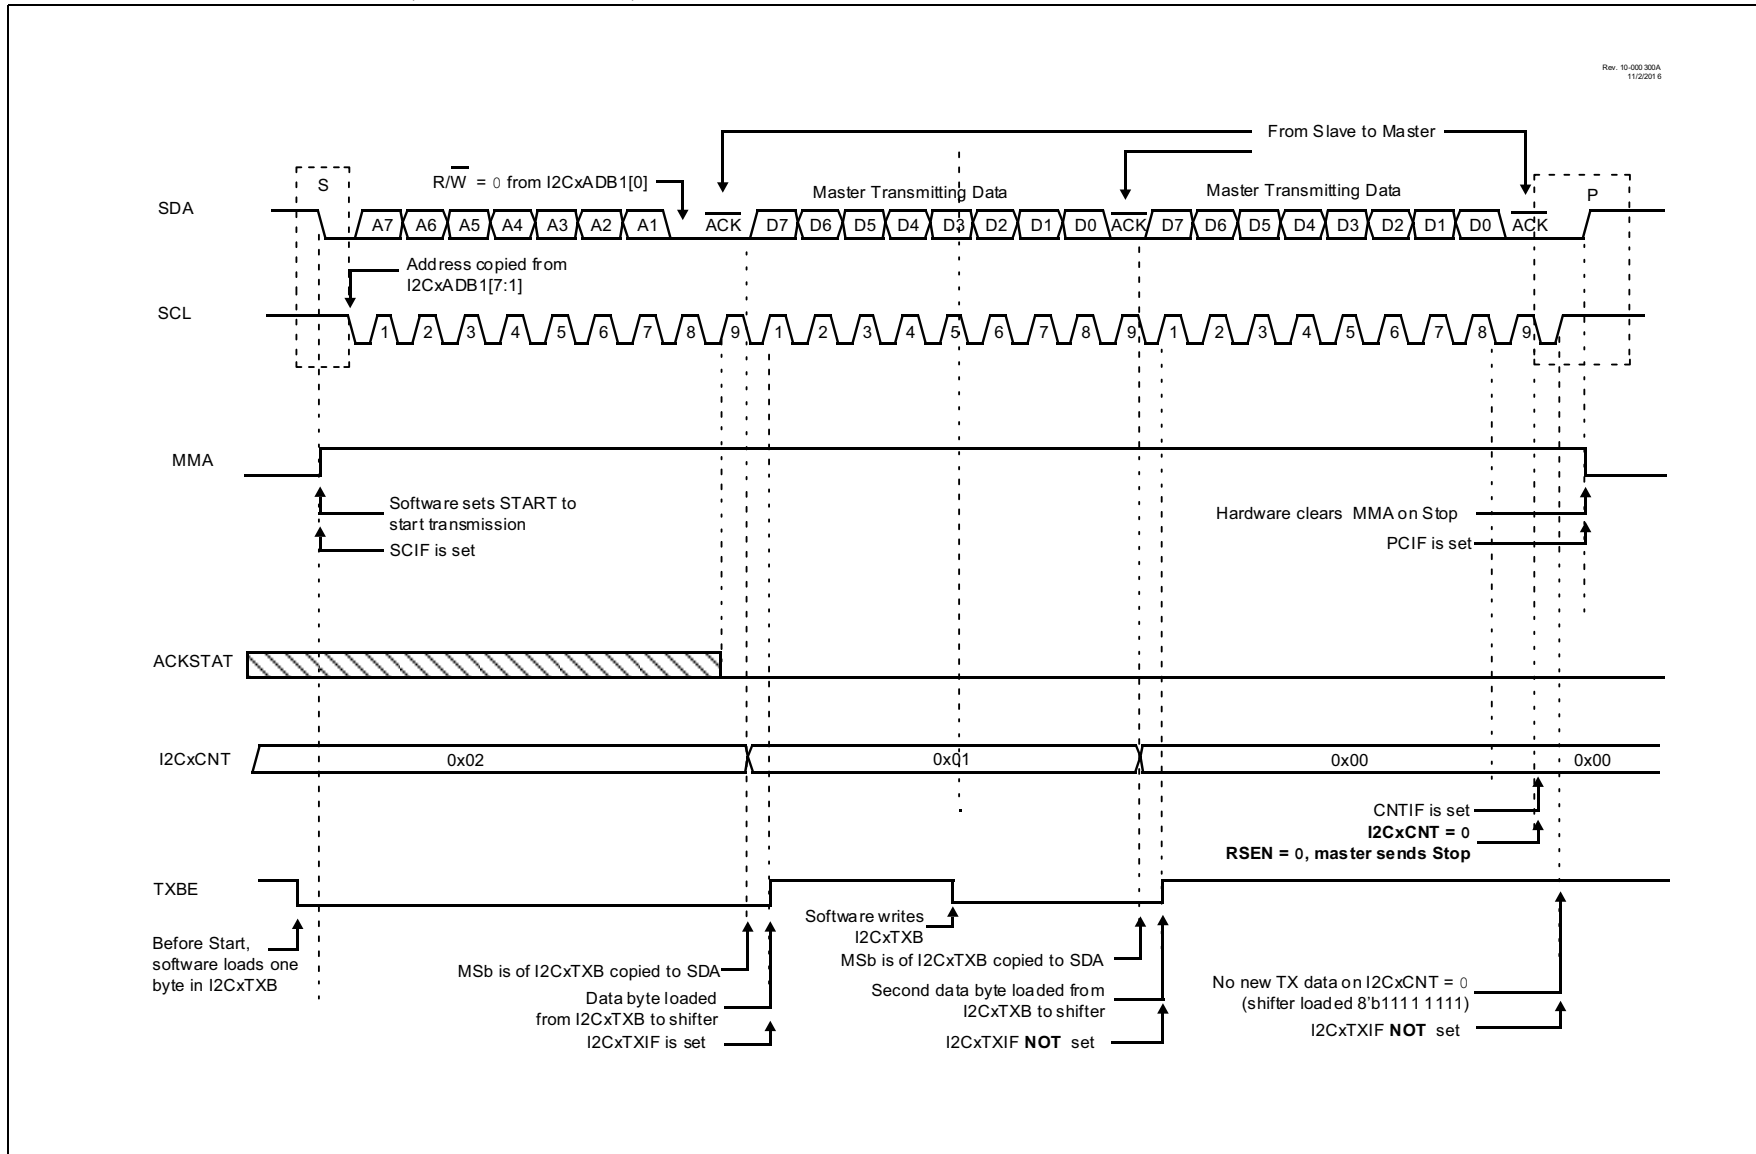 Rev. 10-000300A
11/2/2016
From Slave to Master
S
R/W = 0 from I2CxADB1[0]
Master Transmitting Data
Master Transmitting Data
P
SDA
A7 A6 A5 A4 A3 A2 A1 ACK D7 D6 D5 D4 D3 D2 D1 D0 ACK D7 D6 D5 D4 D3 D2 D1 D0 ACK
Address copied from
I2CxADB1[7:1]
SCL
1 2 3 4 5 6 7 8 9 1 2 3 4 5 6 7 8 9 1 2 3 4 5 6 7 8 9
MMA
Software sets START to
start transmission
SCIF is set
Hardware clears MMA on Stop
PCIF is set
ACKSTAT
I2CxCNT
0x02 0x01 0x00 0x00
CNTIF is set
I2CxCNT = 0
RSEN = 0, master sends Stop
TXBE
Before Start,
software loads one
byte in I2CxTXB
MSb is of I2CxTXB copied to SDA
Data byte loaded
from I2CxTXB to shifter
I2CxTXIF is set
Software writes
I2CxTXB
MSb is of I2CxTXB copied to SDA
Second data byte loaded from
I2CxTXB to shifter
I2CxTXIF NOT set
No new TX data on I2CxCNT = 0
(shifter loaded 8'b1111 1111)
I2CxTXIF NOT set